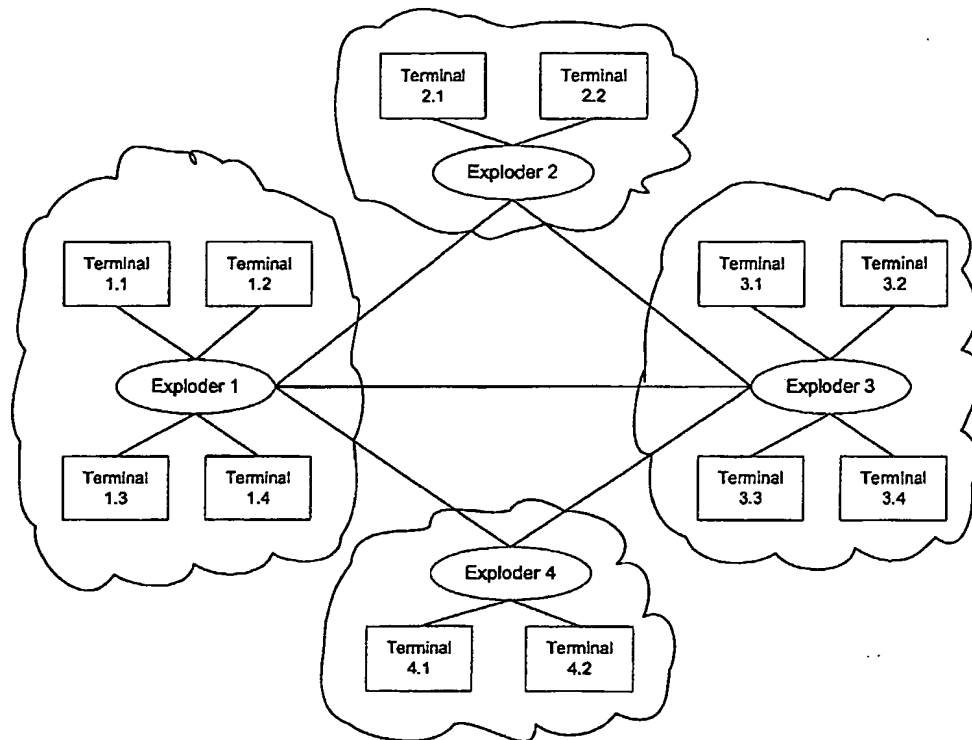 Terminal
2.1
Terminal
2.2
Exploder 2
Terminal
1.1
Terminal
1.2
Exploder 1
Terminal
1.3
Terminal
1.4
Terminal
3.1
Terminal
3.2
Exploder 3
Terminal
3.3
Terminal
3.4
Exploder 4
Terminal
4.1
Terminal
4.2